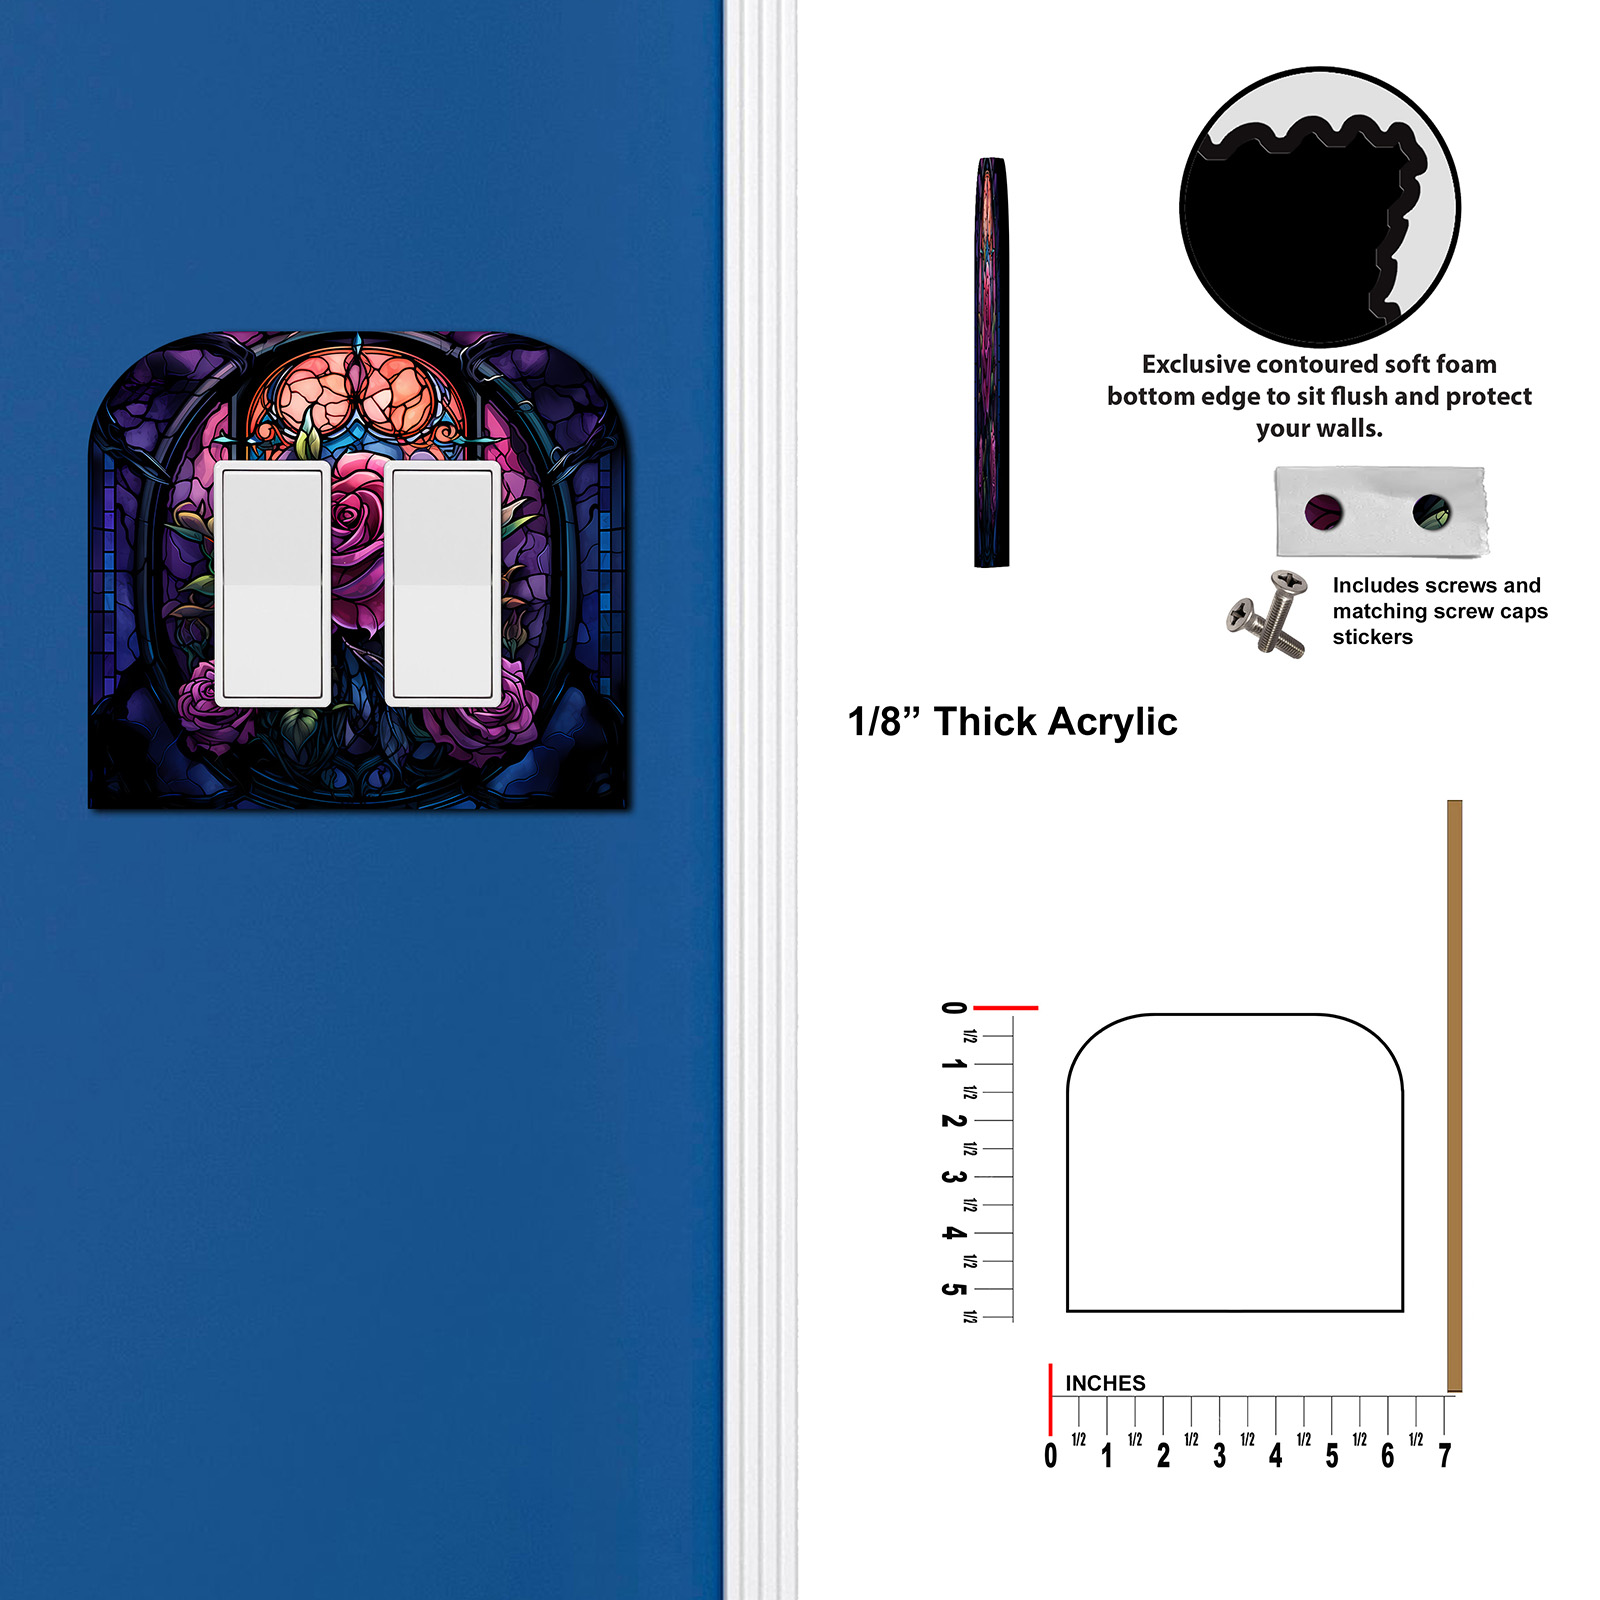 Exclusive contoured soft foam
bottom edge to sit flush and protect
your walls.
Includes screws and
matching screw caps
stickers
1/8” Thick Acrylic
0
1/2
1
1/2
2
1/2
3
1/2
4
1/2
5
1/2
INCHES
0 1/2 1 1/2 2 1/2 3 1/2 4 1/2 5 1/2 6 1/2 7